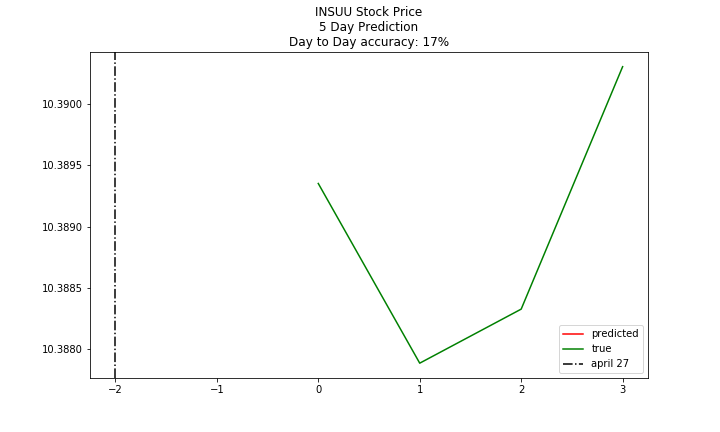 INSUU Stock Price
5 Day Prediction
Day to Day accuracy: 17%
10.3900
10.3895
10.3890
10.3885
10.3880
−2
−1
0
1
2
3
predicted
true
april 27